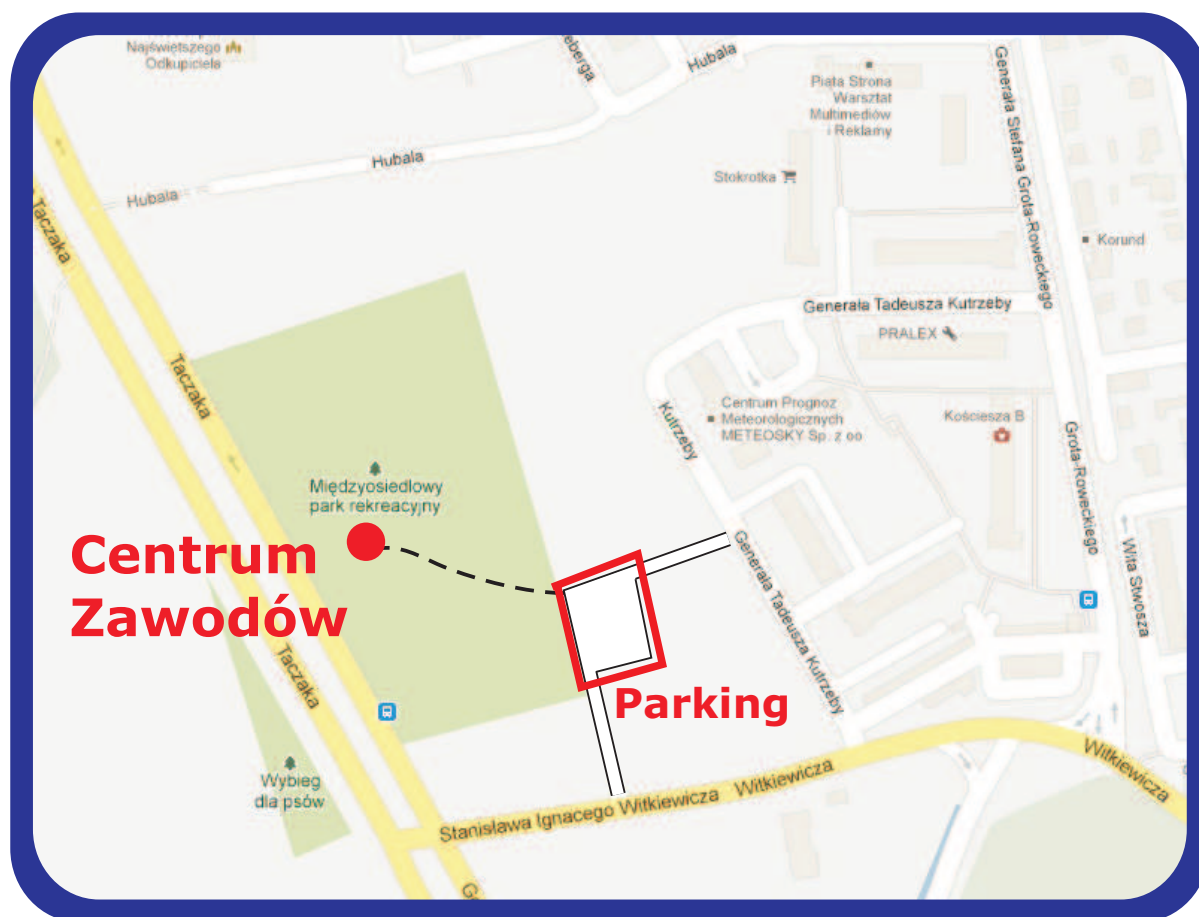 Najświętszego
Odkupiciela
Hubala
Piąta Strona
Warsztat
Multimediów
i Reklamy
Generała Stefana Grota-Roweckiego
Hubala
Stokrotka
Hubala
Taczaka
Korund
Generała Tadeusza Kutrzeby
PRALEX
Taczaka
Kutrzeby
Centrum Prognoz
Meteorologicznych
METEOSKY Sp. z oo
Kościesza B
Grota-Roweckiego
Międzyosiedlowy
park rekreacyjny
Centrum
Zawodów
Generała Tadeusza Kutrzeby
Wita Stwosza
Taczaka
Parking
Wybieg
dla psów
Stanisława Ignacego Witkiewicza
Witkiewicza
Witkiewicza